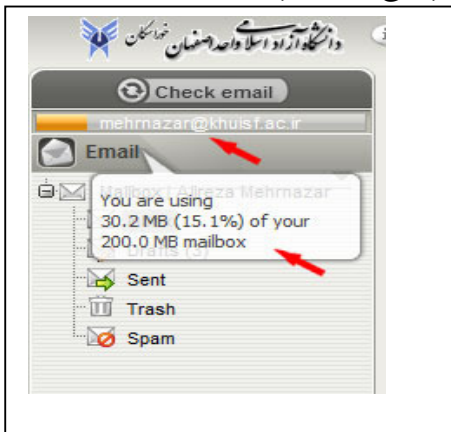 دانشگاه آزاد اسلامی واحد اصفهان خوراسگان
Check email
mehrnazar@khuisf.ac.ir
Email
Mailbox | Alireza Mehrnazar
You are using
30.2 MB (15.1%) of your
200.0 MB mailbox
Drafts (3)
Sent
Trash
Spam